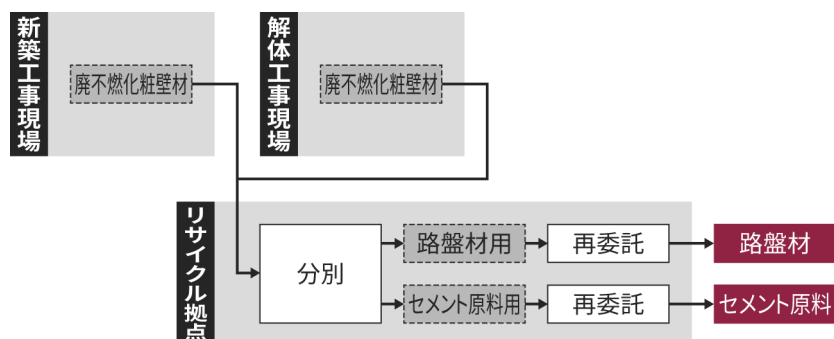 新築工事現場
廃不燃化粧壁材
解体工事現場
廃不燃化粧壁材
リサイクル拠点
分別
路盤材用
再委託
路盤材
セメント原料用
再委託
セメント原料